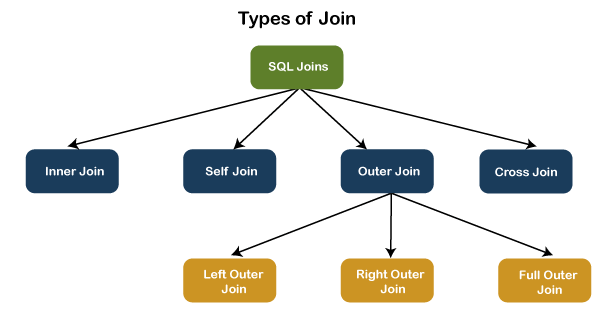 Types of Join
SQL Joins
Inner Join
Self Join
Outer Join
Cross Join
Left Outer
Join
Right Outer
Join
Full Outer
Join